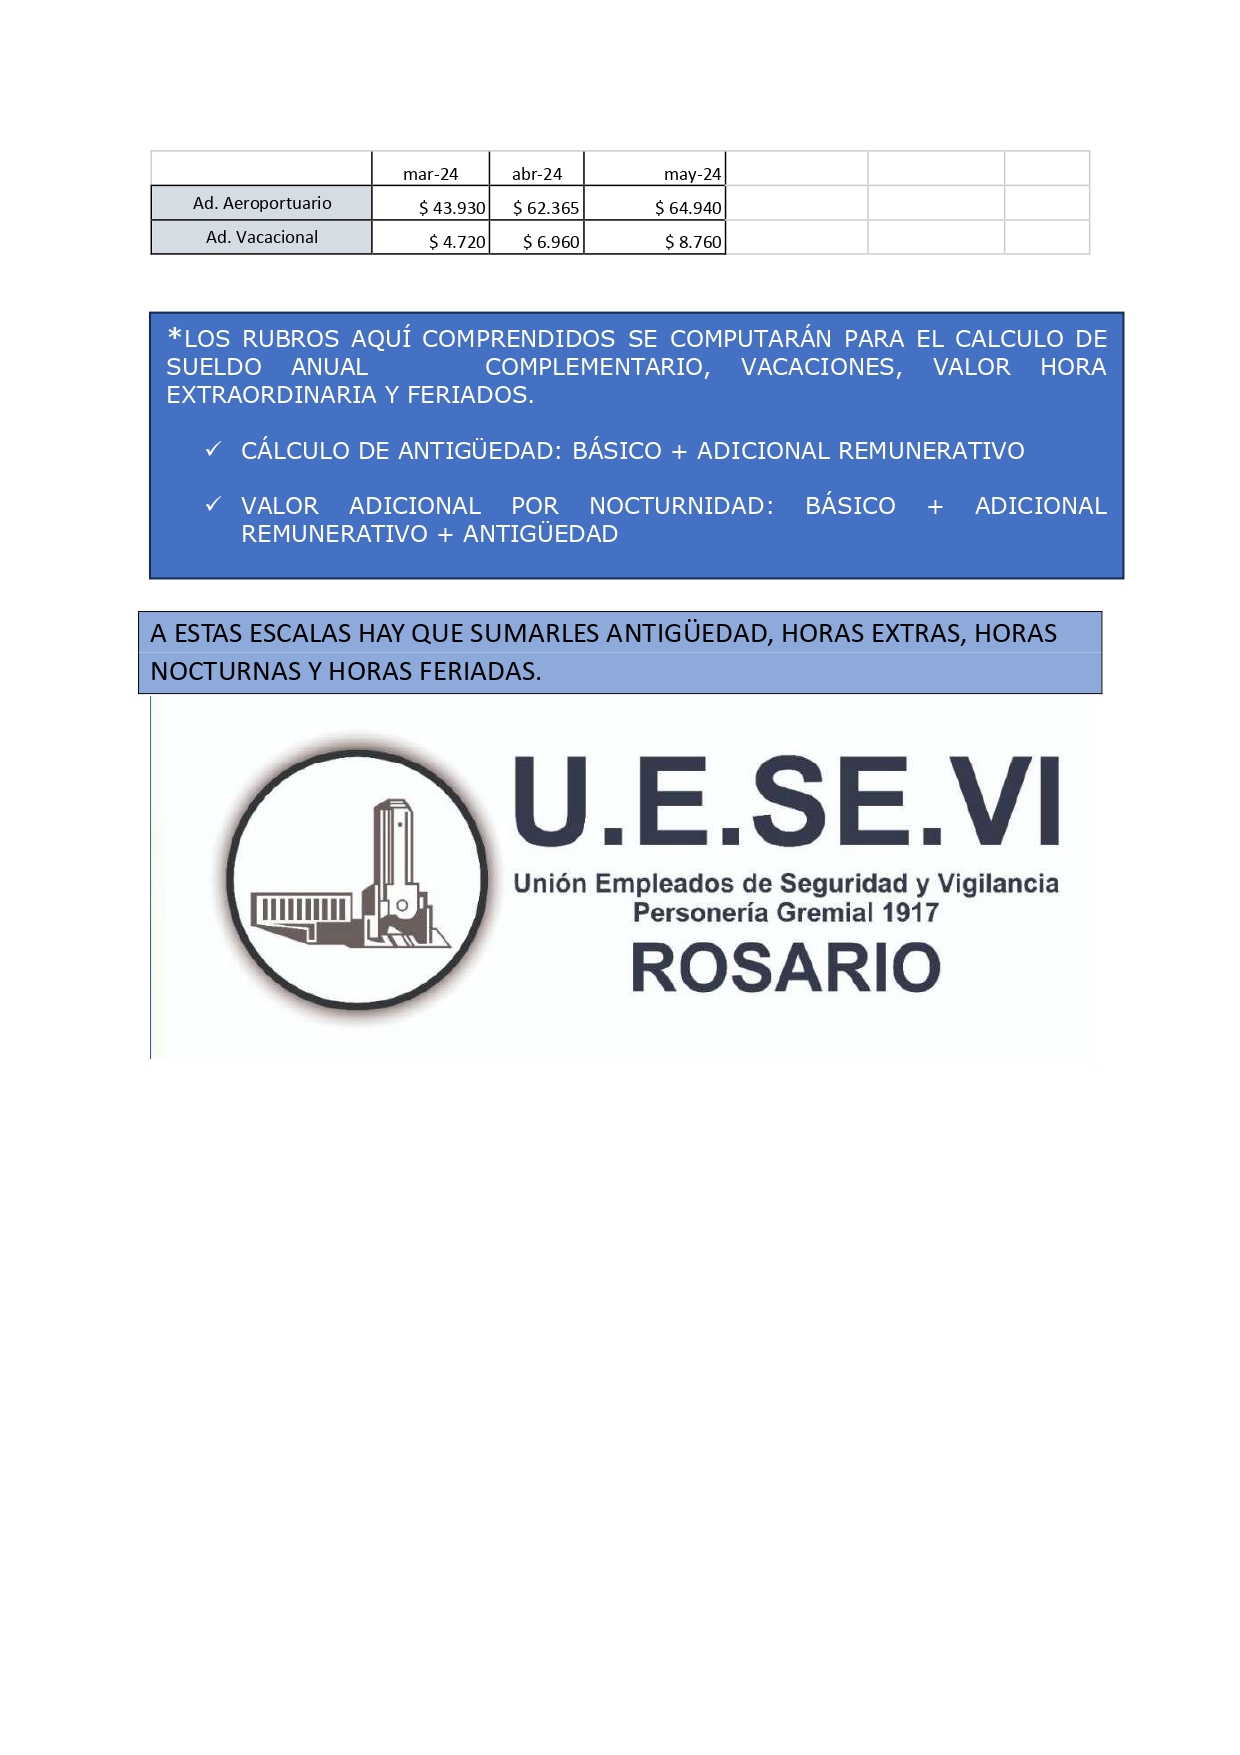 mar-24 abr-24 may-24
Ad. Aeroportuario $ 43.930 $ 62.365 $ 64.940
Ad. Vacacional $ 4.720 $ 6.960 $ 8.760
*LOS RUBROS AQUÍ COMPRENDIDOS SE COMPUTARÁN PARA EL CALCULO DE
SUELDO ANUAL COMPLEMENTARIO, VACACIONES, VALOR HORA
EXTRAORDINARIA Y FERIADOS.
✓ CÁLCULO DE ANTIGÜEDAD: BÁSICO + ADICIONAL REMUNERATIVO
✓ VALOR ADICIONAL POR NOCTURNIDAD: BÁSICO + ADICIONAL
REMUNERATIVO + ANTIGÜEDAD
A ESTAS ESCALAS HAY QUE SUMARLES ANTIGÜEDAD, HORAS EXTRAS, HORAS
NOCTURNAS Y HORAS FERIADAS.
U.E.SE.VI
Unión Empleados de Seguridad y Vigilancia
Personería Gremial 1917
ROSARIO